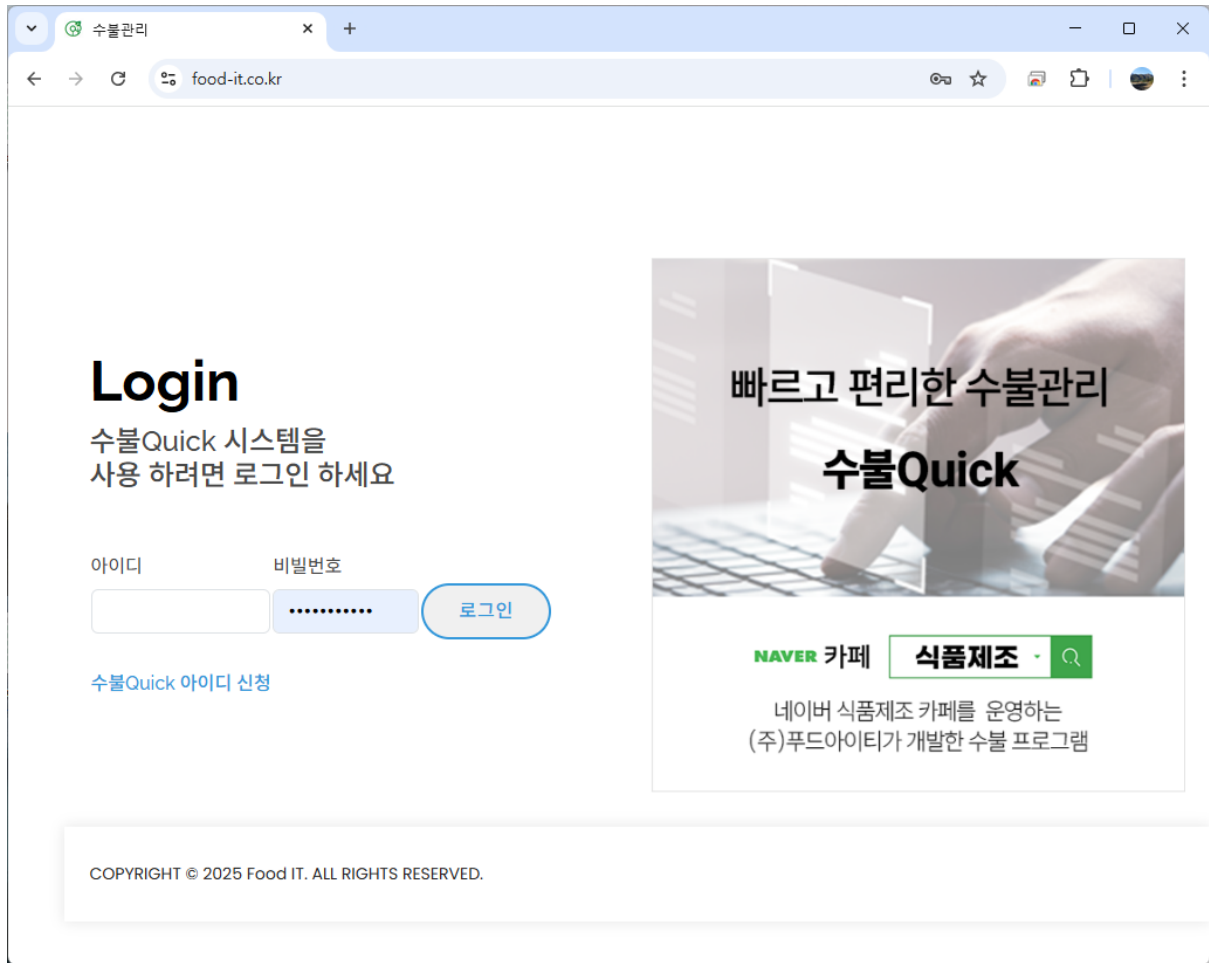 수불관리
food-it.co.kr
Login
수불Quick 시스템을
사용 하려면 로그인 하세요
아이디
비빌번호
•••••••••••
로그인
수불Quick 아이디 신청
빠르고 편리한 수불관리
수불Quick
NAVER 카페 식품제조
네이버 식품제조 카페를 운영하는
(주)푸드아이티가 개발한 수불 프로그램
COPYRIGHT © 2025 Food IT. ALL RIGHTS RESERVED.